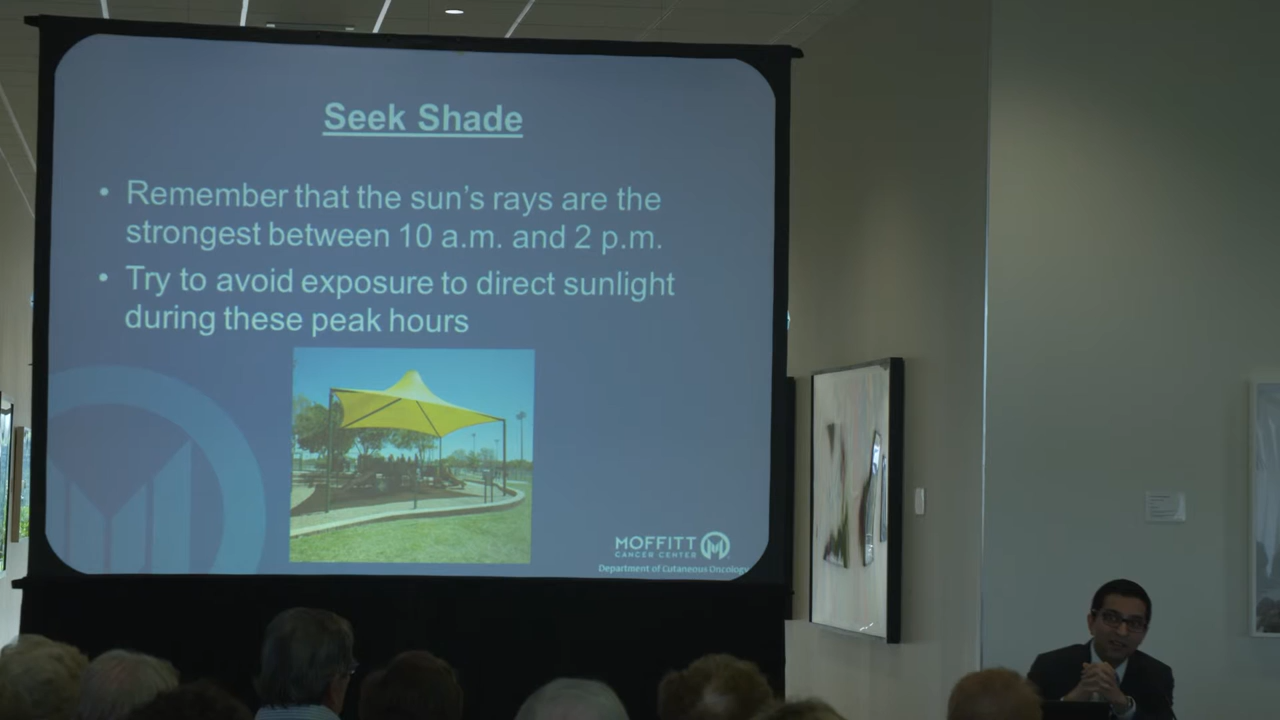 Seek Shade
• Remember that the sun's rays are the
strongest between 10 a.m. and 2 p.m.
• Try to avoid exposure to direct sunlight
during these peak hours
MOFFITT
CANCER CENTER
Department of Cutaneous Oncology